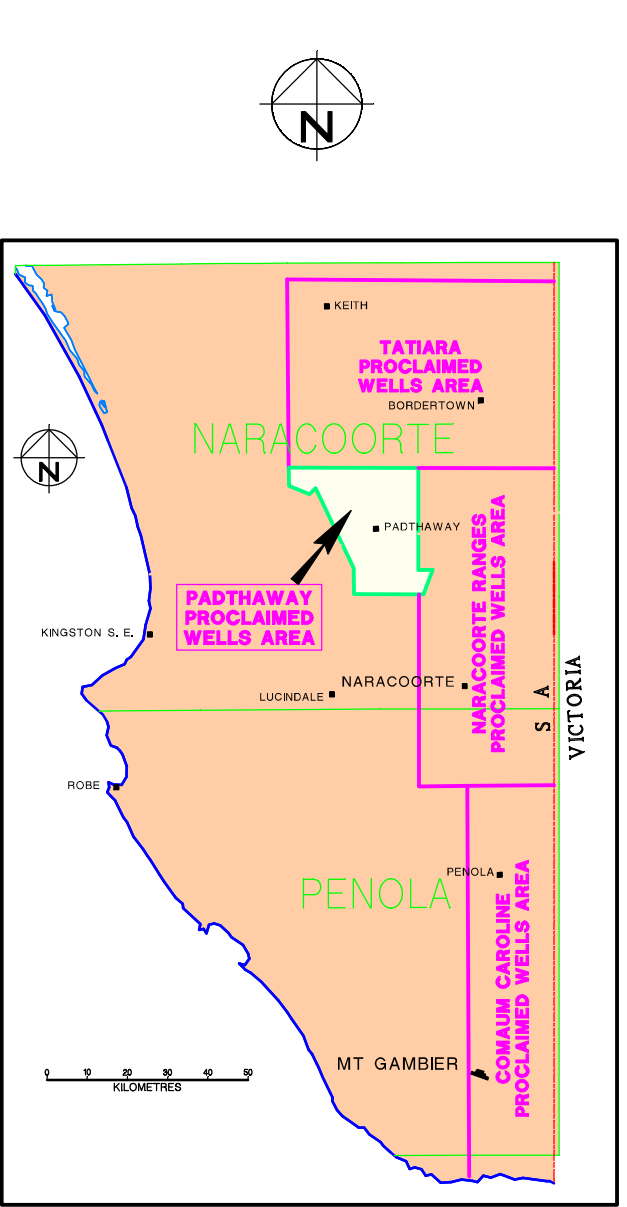 N
KEITH
TATIARA
PROCLAIMED
WELLS AREA
BORDERTOWN
NARACOORTE
N
PADTHAWAY
NARACOORTE RANGES
PROCLAIMED WELLS AREA
PADTHAWAY
PROCLAIMED
WELLS AREA
KINGSTON S. E.
NARACOORTE
LUCINDALE
S A
VICTORIA
ROBE
PENOLA
PENOLA
COMAUM CAROLINE
PROCLAIMED WELLS AREA
MT GAMBIER
0 10 20 30 40 50
KILOMETRES